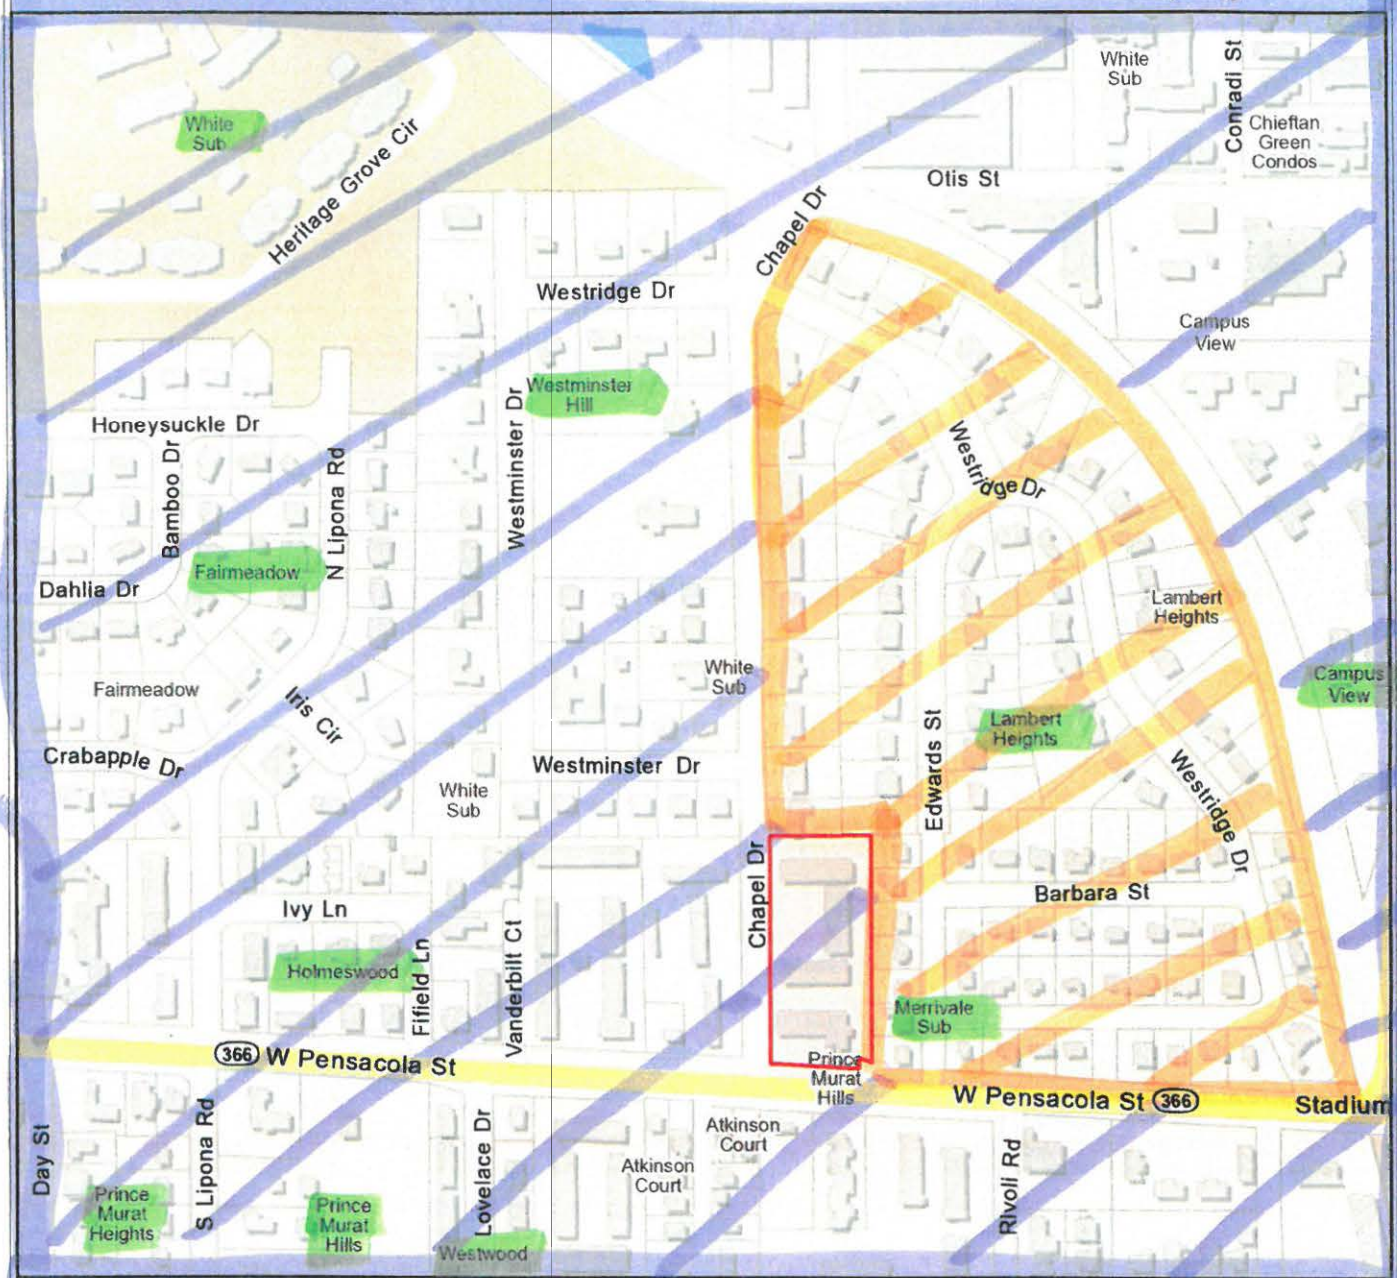 White
Sub
Conradi St
Chieftan
Green
Condos
White
Sub
Heritage Grove Cir
Otis St
Chapel Dr
Westridge Dr
Campus
View
Westminster
Hill
Honeysuckle Dr
Bamboo Dr
N Lipona Rd
Westminster Dr
Westridge Dr
Fairmeadow
Dahlia Dr
Lambert
Heights
White
Sub
Campus
View
Fairmeadow
Iris Cir
Lambert
Heights
Edwards St
Crabapple Dr
Westminster Dr
Westridge Dr
White
Sub
Chapel Dr
Barbara St
Ivy Ln
Holmeswood
Fifield Ln
Vanderbilt Ct
Merrivale
Sub
366 W Pensacola St
Prince
Murat
Hills
W Pensacola St 366
Stadium
Day St
S Lipona Rd
Lovelace Dr
Atkinson
Court
Atkinson
Court
Rivoli Rd
Prince
Murat
Heights
Prince
Murat
Hills
Westwood